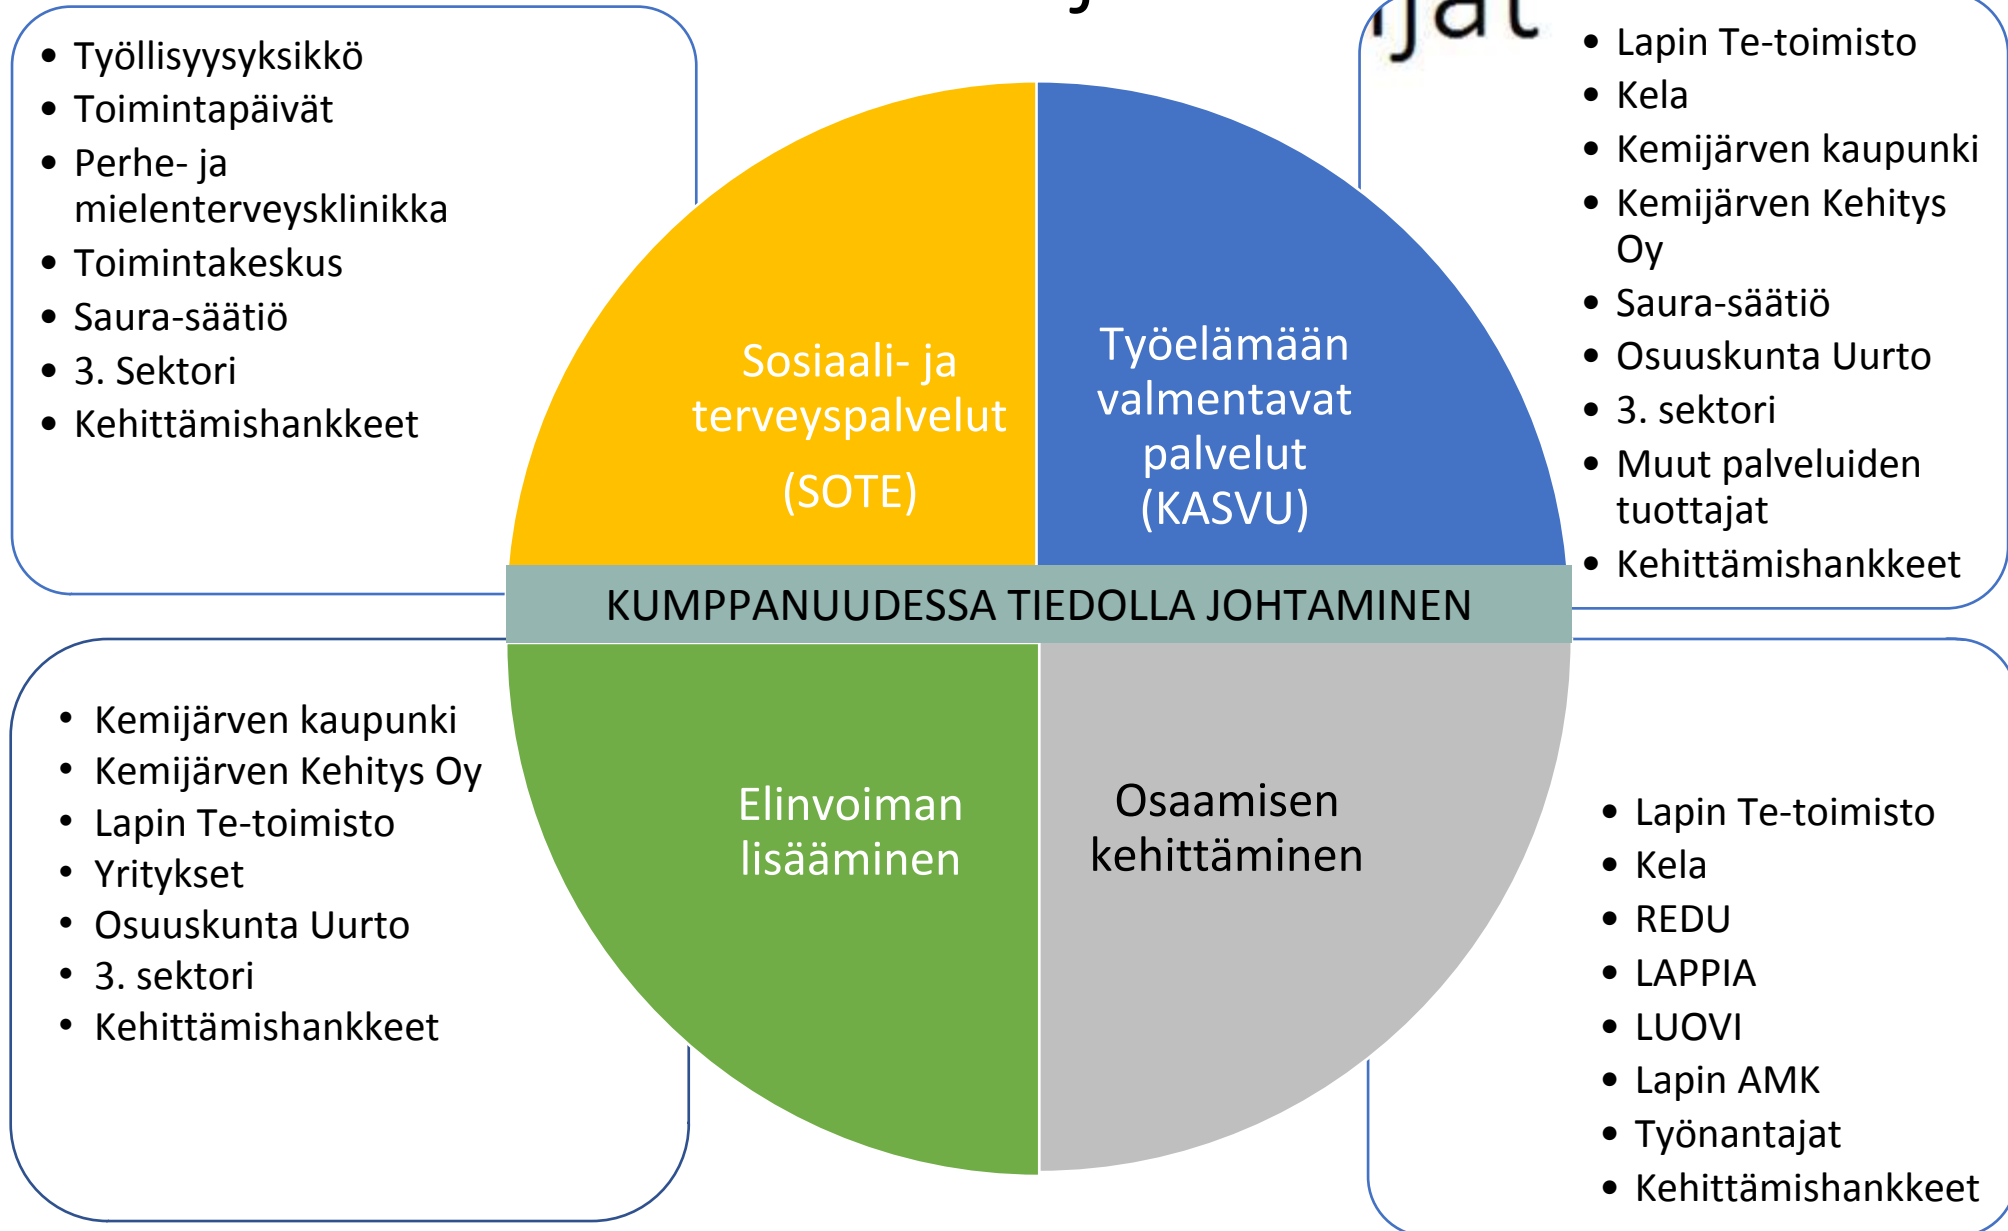 • Työllisyysyksikkö
• Toimintapäivät
• Perhe- ja
mielenterveysklinikka
• Toimintakeskus
• Saura-säätiö
• 3. Sektori
• Kehittämishankkeet
• Lapin Te-toimisto
• Kela
• Kemijärven kaupunki
• Kemijärven Kehitys
Oy
• Saura-säätiö
• Osuuskunta Uurto
• 3. sektori
• Muut palveluiden
tuottajat
• Kehittämishankkeet
Sosiaali- ja
terveyspalvelut
(SOTE)
Työelämään
valmentavat
palvelut
(KASVU)
KUMPPANUUDESSA TIEDOLLA JOHTAMINEN
• Kemijärven kaupunki
• Kemijärven Kehitys Oy
• Lapin Te-toimisto
• Yritykset
• Osuuskunta Uurto
• 3. sektori
• Kehittämishankkeet
Elinvoiman
lisääminen
Osaamisen
kehittäminen
• Lapin Te-toimisto
• Kela
• REDU
• LAPPIA
• LUOVI
• Lapin AMK
• Työnantajat
• Kehittämishankkeet